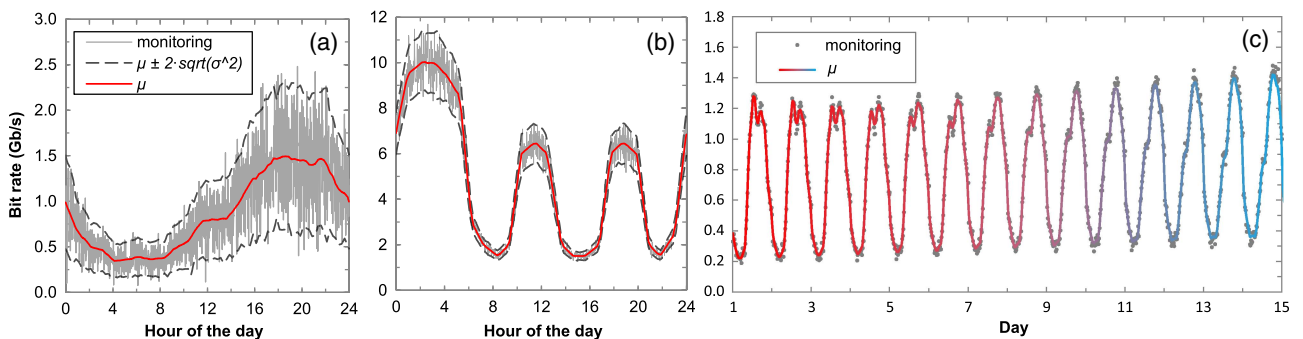 (a)
monitoring
μ ± 2·sqrt(σ^2)
μ
Bit rate (Gb/s)
3.0
2.5
2.0
1.5
1.0
0.5
0.0
0 4 8 12 16 20 24
Hour of the day
(b)
12
10
8
6
4
2
0
0 4 8 12 16 20 24
Hour of the day
(c)
monitoring
μ
1.8
1.6
1.4
1.2
1.0
0.8
0.6
0.4
0.2
0.0
1 3 5 7 9 11 13 15
Day